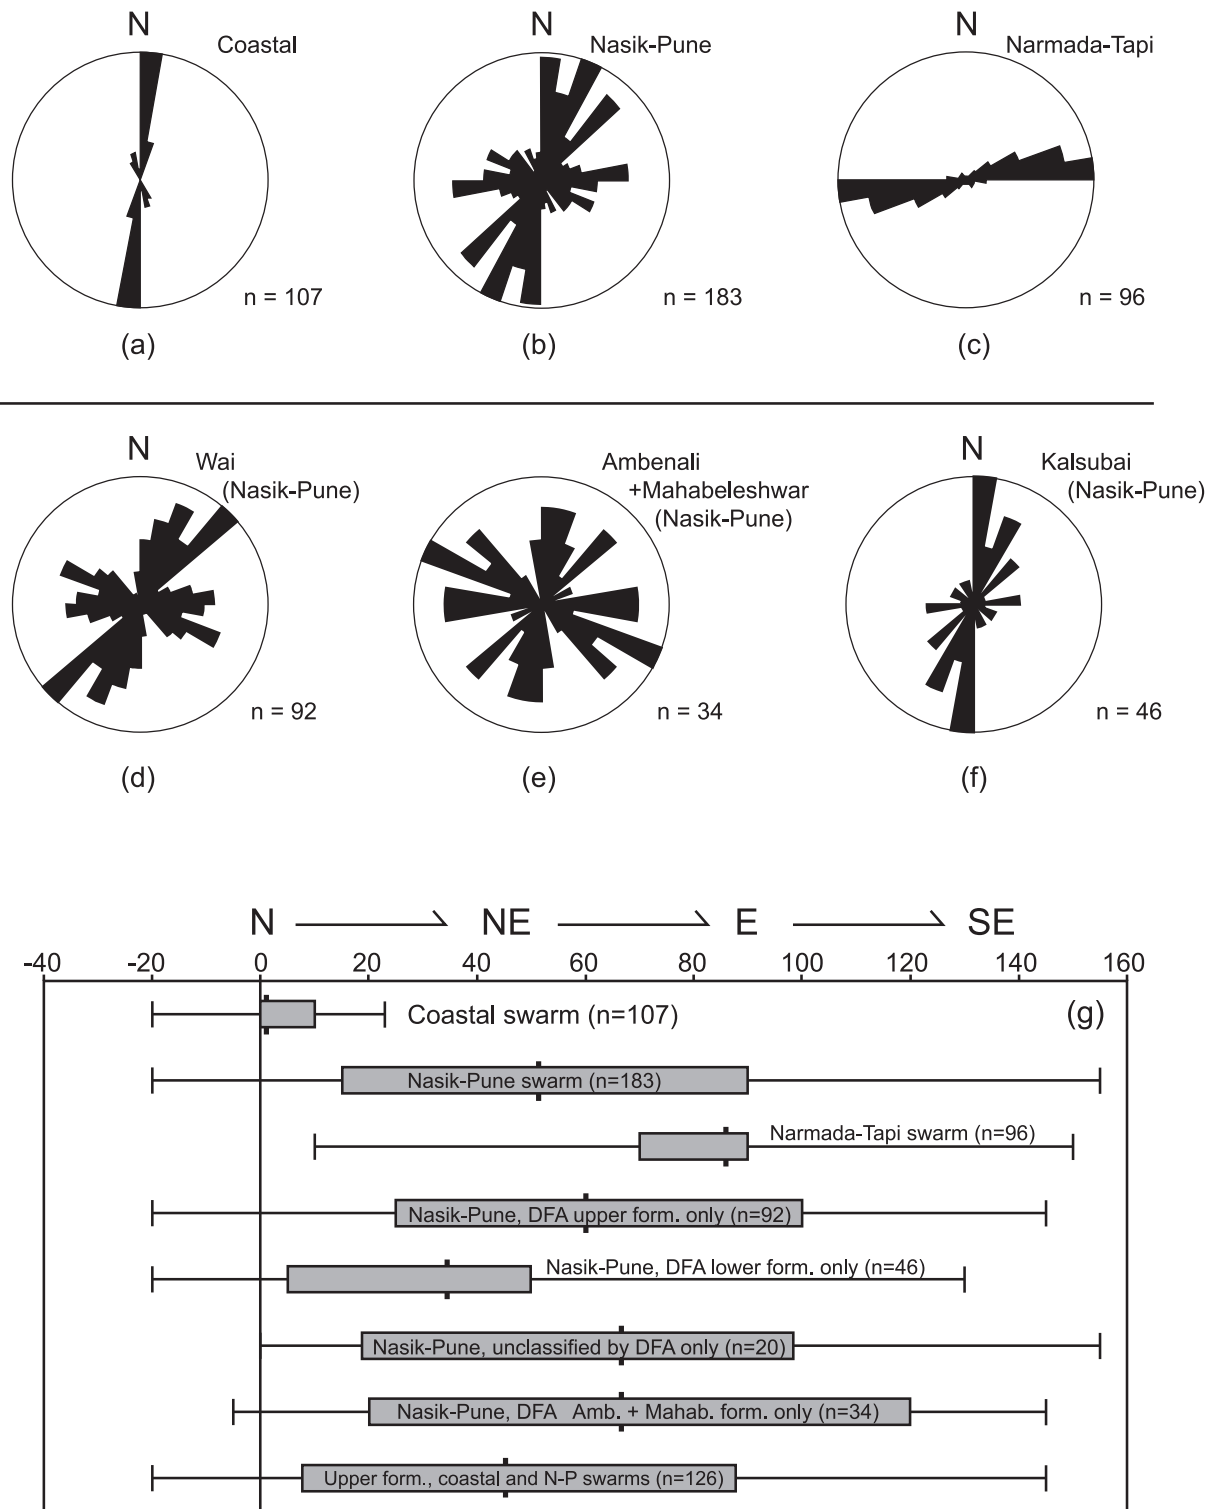 N
Coastal
n = 107
(a)
N
Nasik-Pune
n = 183
(b)
N
Narmada-Tapi
n = 96
(c)
N
Wai
(Nasik-Pune)
n = 92
(d)
Ambenali
+Mahabeleshwar
(Nasik-Pune)
n = 34
(e)
N
Kalsubai
(Nasik-Pune)
n = 46
(f)
N NE E SE
-40 -20 0 20 40 60 80 100 120 140 160
Coastal swarm (n=107)
(g)
Nasik-Pune swarm (n=183)
Narmada-Tapi swarm (n=96)
Nasik-Pune, DFA upper form. only (n=92)
Nasik-Pune, DFA lower form. only (n=46)
Nasik-Pune, unclassified by DFA only (n=20)
Nasik-Pune, DFA Amb. + Mahab. form. only (n=34)
Upper form., coastal and N-P swarms (n=126)